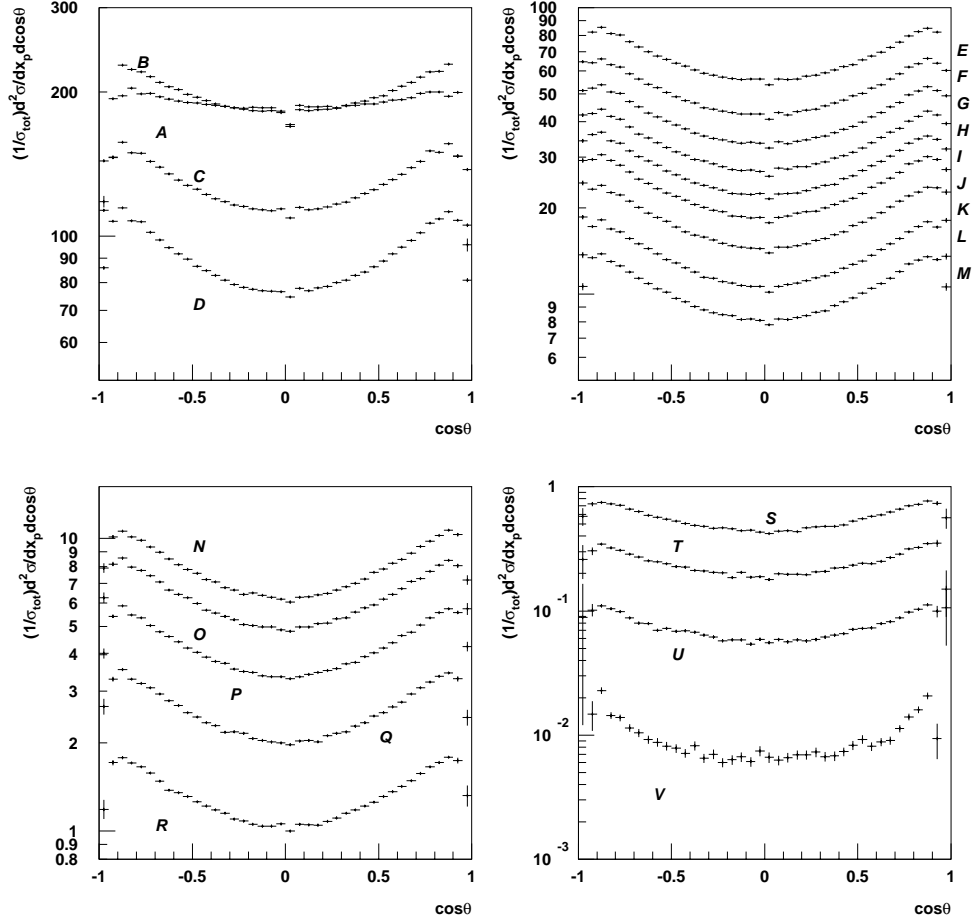 (1/σtot)d²σ/dxpdcosθ
300
200
100
90
80
70
60
B
A
C
D
-1 -0.5 0 0.5 1
cosθ
(1/σtot)d²σ/dxpdcosθ
100
90
80
70
60
50
40
30
20
10
9
8
7
6
E
F
G
H
I
J
K
L
M
-1 -0.5 0 0.5 1
cosθ
(1/σtot)d²σ/dxpdcosθ
10
9
8
7
6
5
4
3
2
1
0.9
0.8
N
O
P
Q
R
-1 -0.5 0 0.5 1
cosθ
(1/σtot)d²σ/dxpdcosθ
1
10⁻¹
10⁻²
10⁻³
S
T
U
V
-1 -0.5 0 0.5 1
cosθ